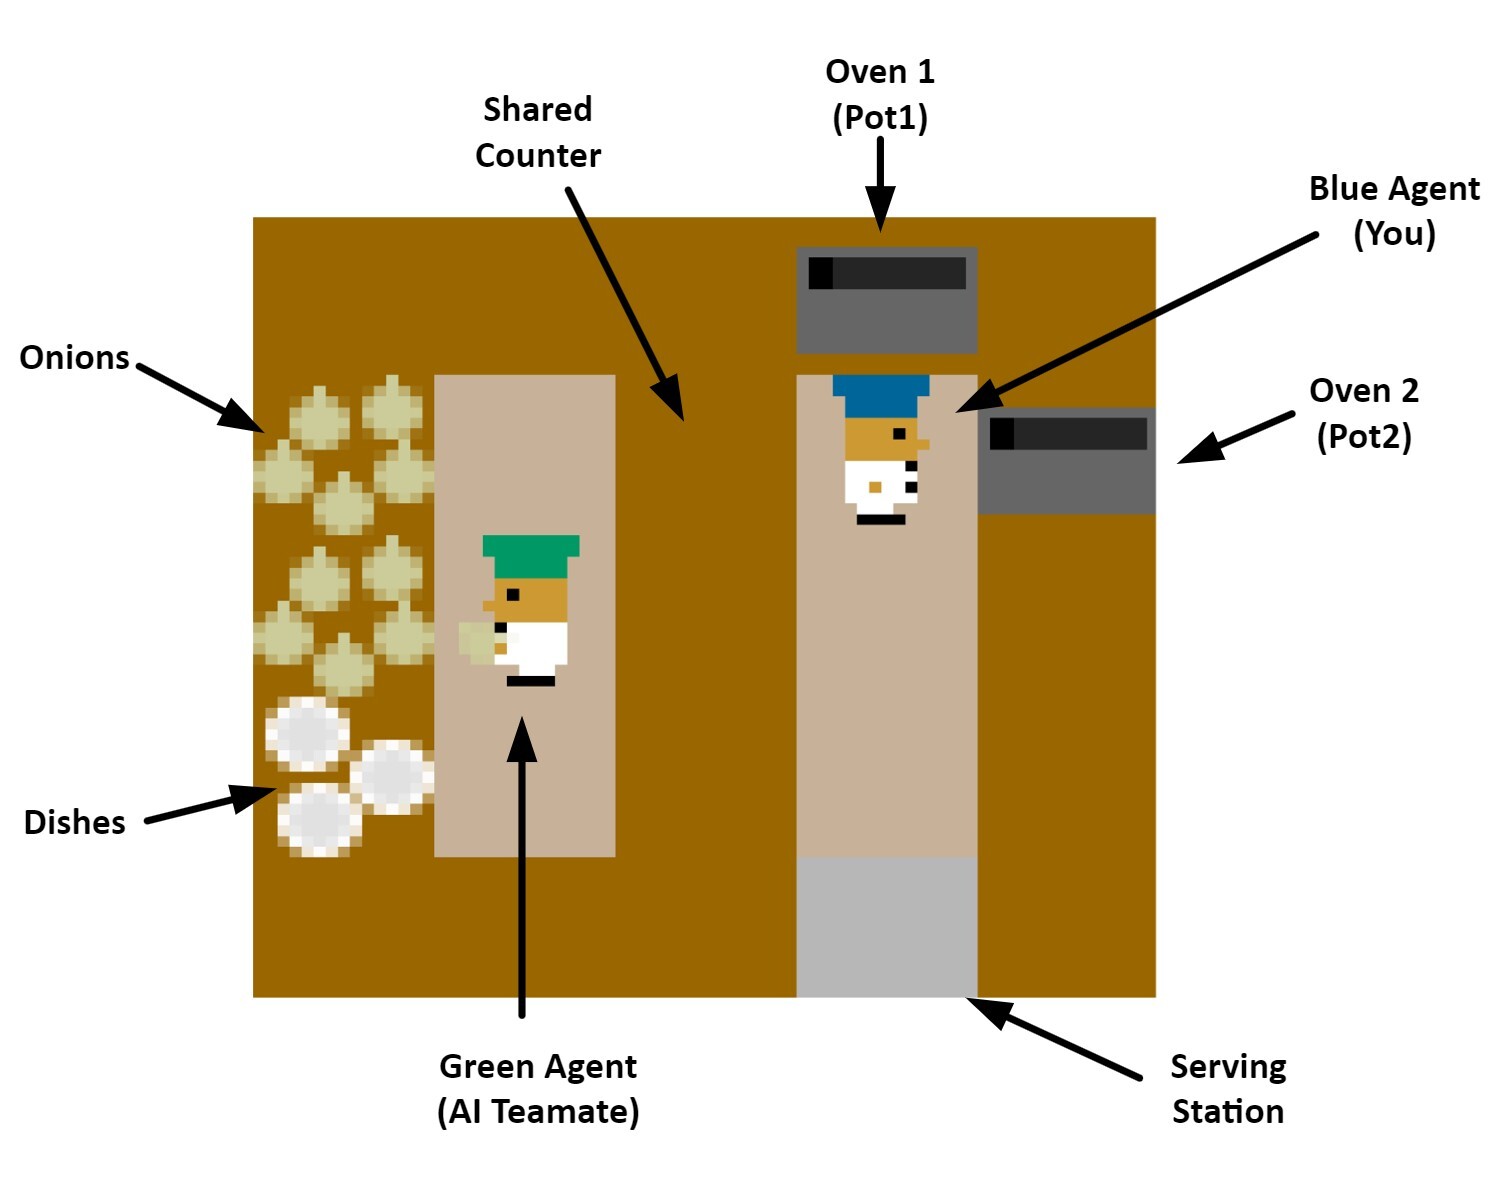 Oven 1
(Pot1)
Shared
Counter
Blue Agent
(You)
Onions
Oven 2
(Pot2)
Dishes
Green Agent
(AI Teamate)
Serving
Station